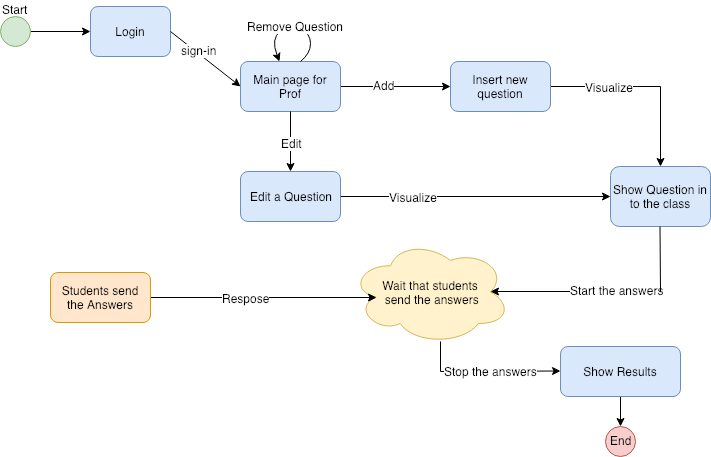 Start
Login
Remove Question
sign-in
Main page for
Prof
Add
Insert new
question
Visualize
Edit
Edit a Question
Visualize
Show Question in
to the class
Students send
the Answers
Respose
Wait that students
send the answers
Start the answers
Stop the answers
Show Results
End